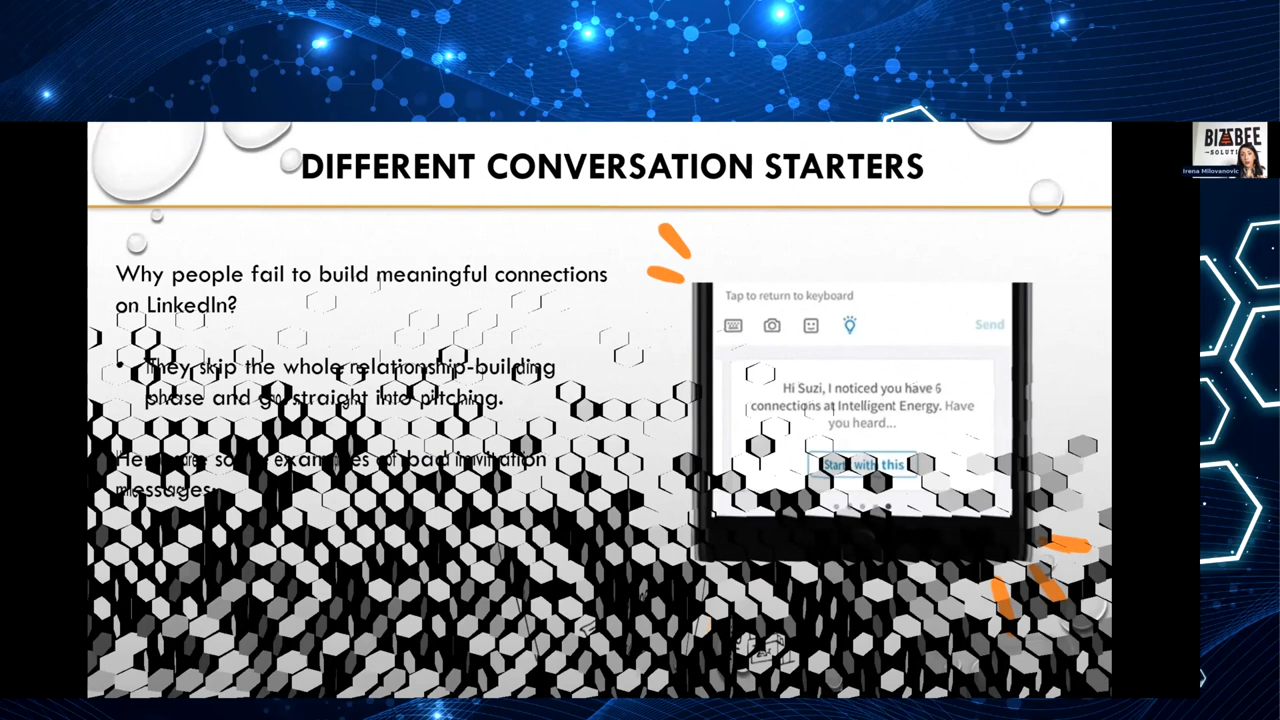 DIFFERENT CONVERSATION STARTERS
Why people fail to build meaningful connections
on LinkedIn?
• They skip the whole relationship-building
phase and go straight into pitching.
Here are some examples of bad invitation
messages:
Tap to return to keyboard
Send
Hi Suzi, I noticed you have 6
connections at Intelligent Energy. Have
you heard...
Start with this
BIZBEE
SOLUTI
Irena Milovanovic